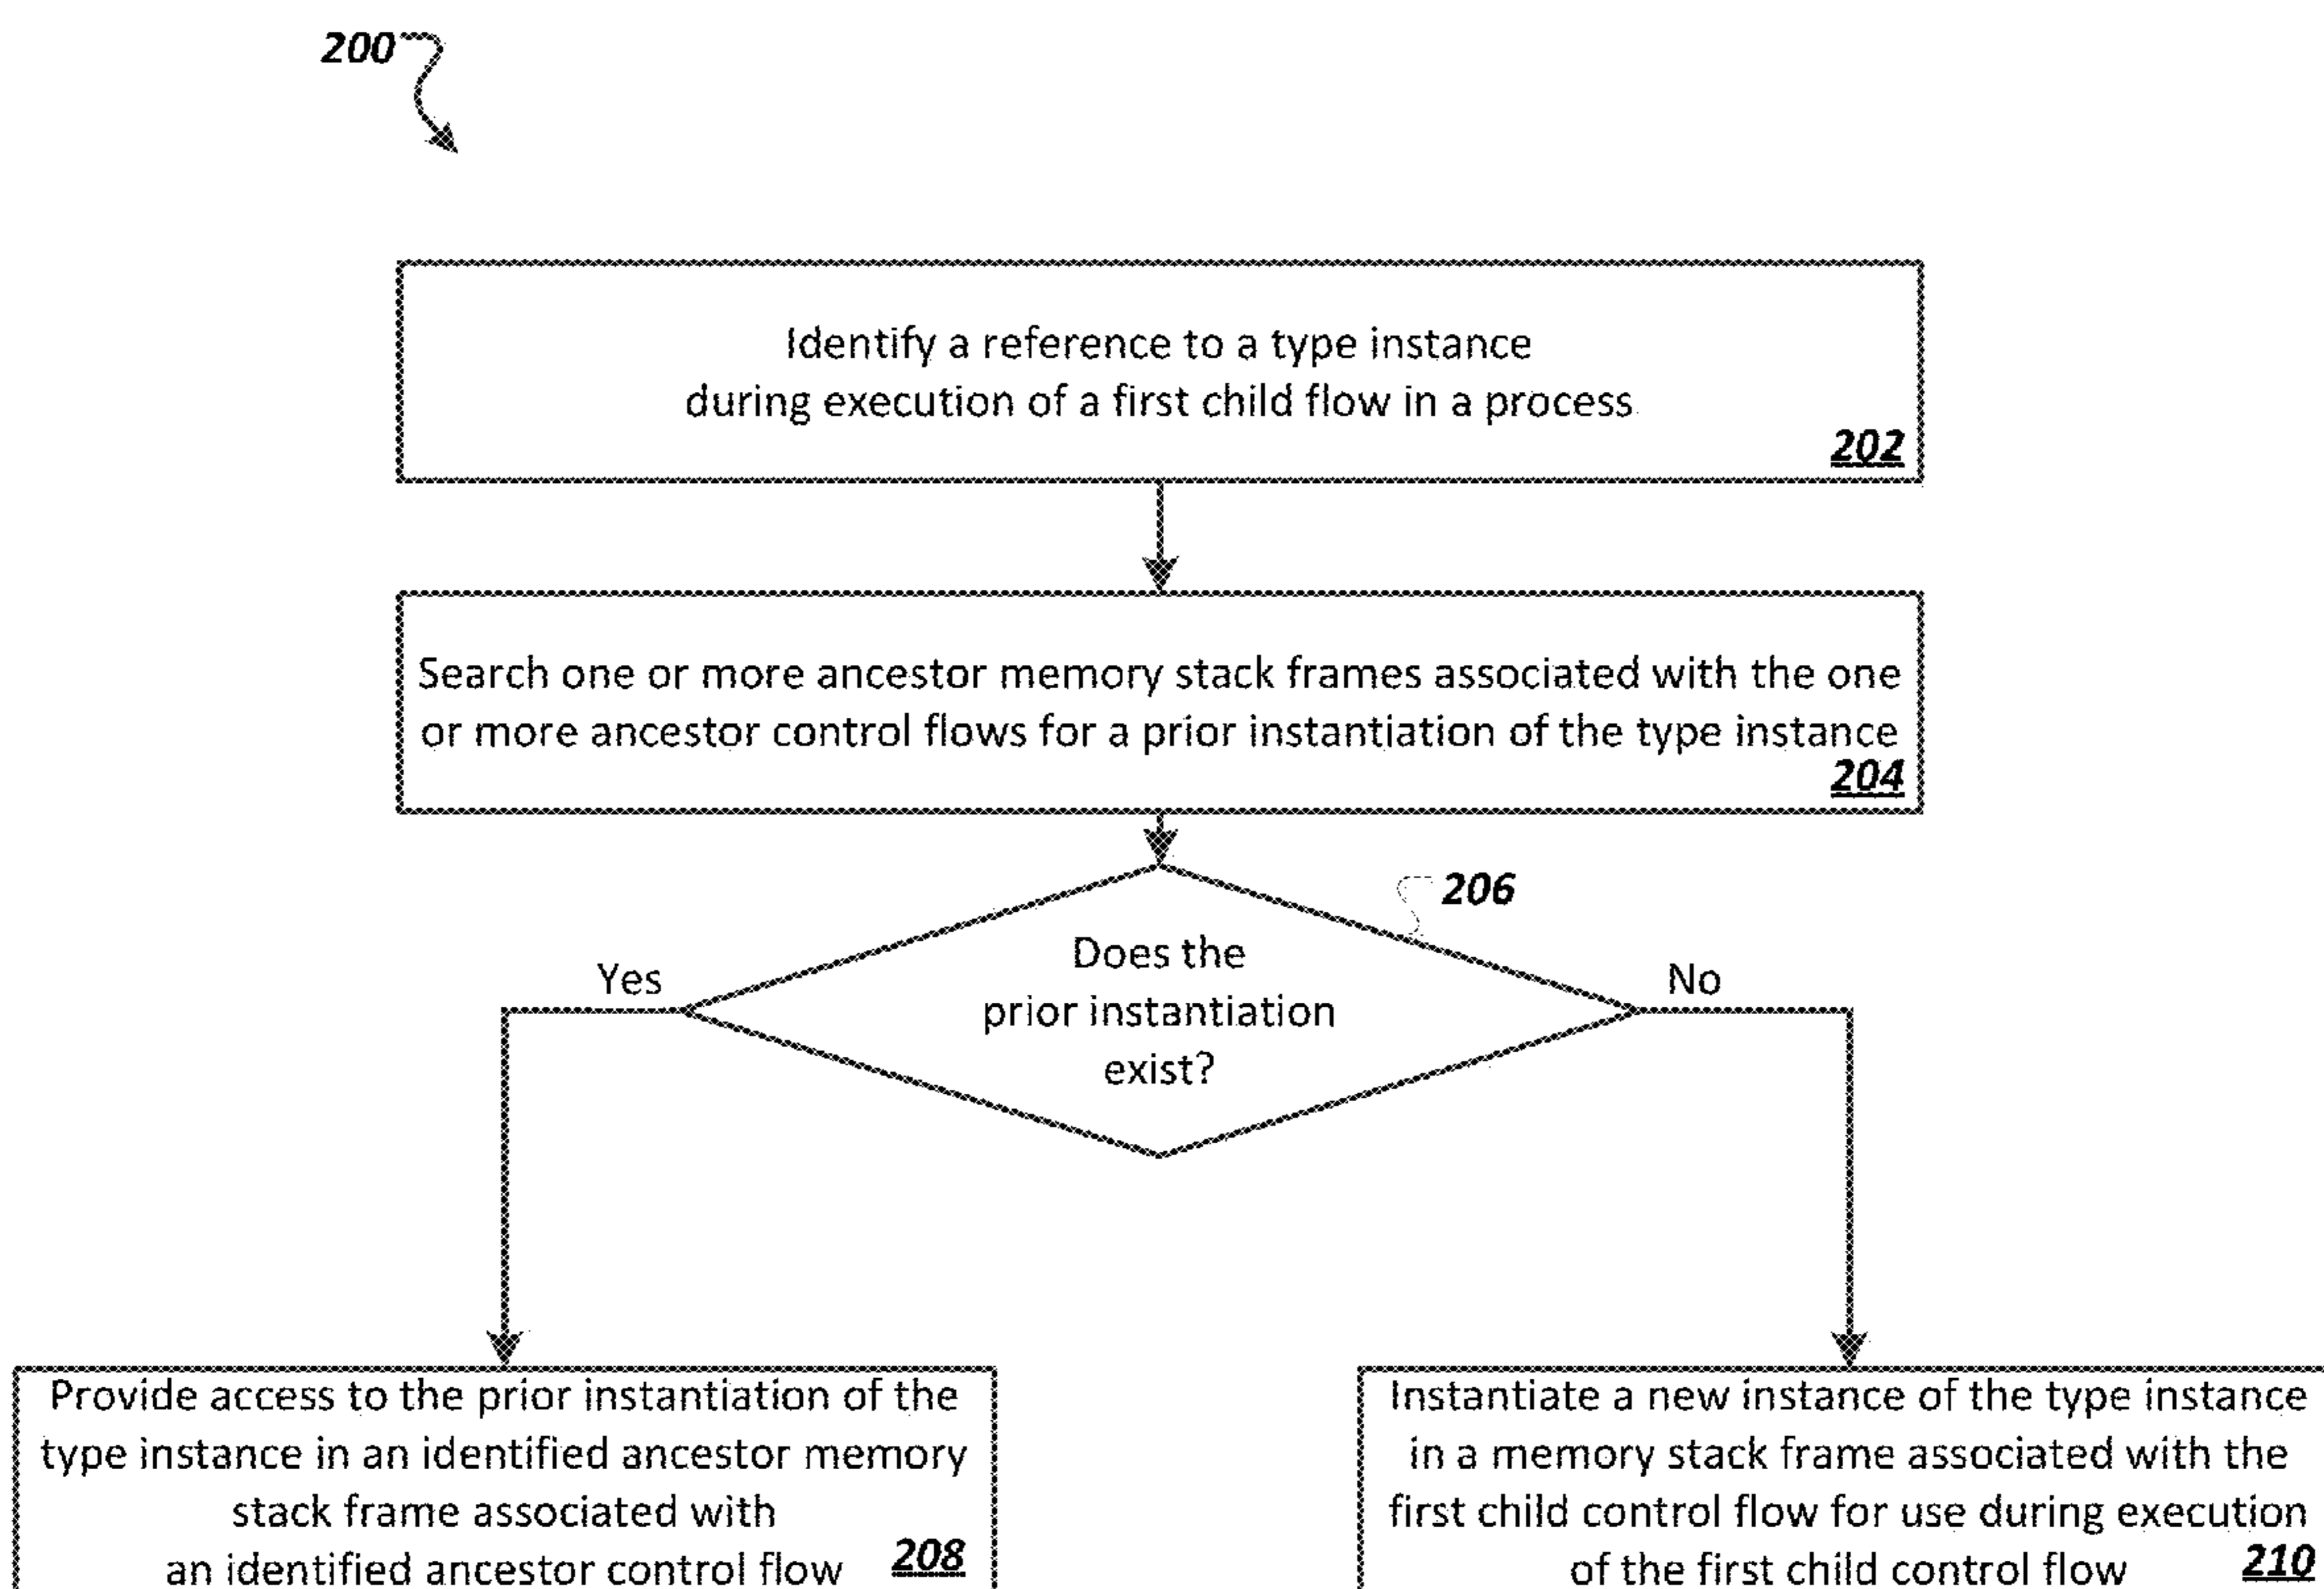 200
Identify a reference to a type instance
during execution of a first child flow in a process
202
Search one or more ancestor memory stack frames associated with the one
or more ancestor control flows for a prior instantiation of the type instance
204
206
Does the
prior instantiation
exist?
Yes
No
Provide access to the prior instantiation of the
type instance in an identified ancestor memory
stack frame associated with
an identified ancestor control flow
208
Instantiate a new instance of the type instance
in a memory stack frame associated with the
first child control flow for use during execution
of the first child control flow
210